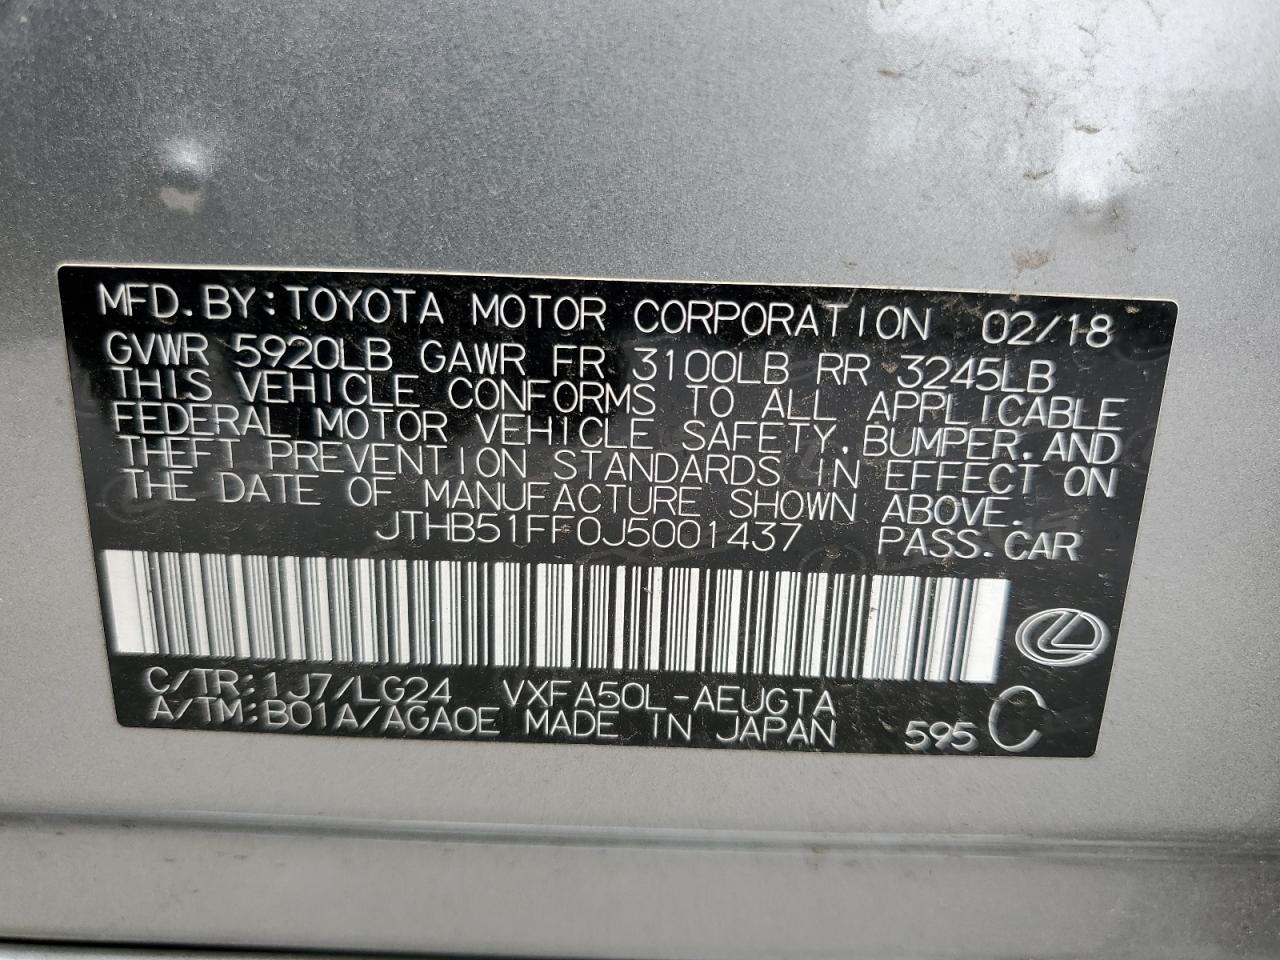 MFD. BY: TOYOTA MOTOR CORPORATION 02/18
GVWR 5920LB GAWR FR 3100LB RR 3245LB
THIS VEHICLE CONFORMS TO ALL APPLICABLE
FEDERAL MOTOR VEHICLE SAFETY, BUMPER, AND
THEFT PREVENTION STANDARDS IN EFFECT ON
THE DATE OF MANUFACTURE SHOWN ABOVE.
JTHB51FF0J5001437 PASS. CAR
C/TR: 1J7/LG24 VXFA50L-AEUGTA
A/TM: B01A/AGA0E MADE IN JAPAN 595 C